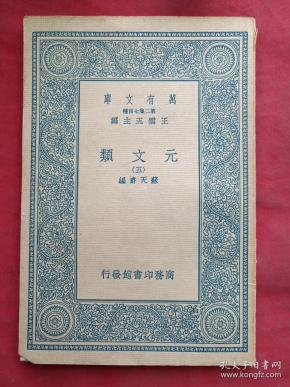 庫文有萬
種百七集二第
編主五雲王
類文元
(五)
編爵天蘇
行發館書印務商
孔夫子旧书网